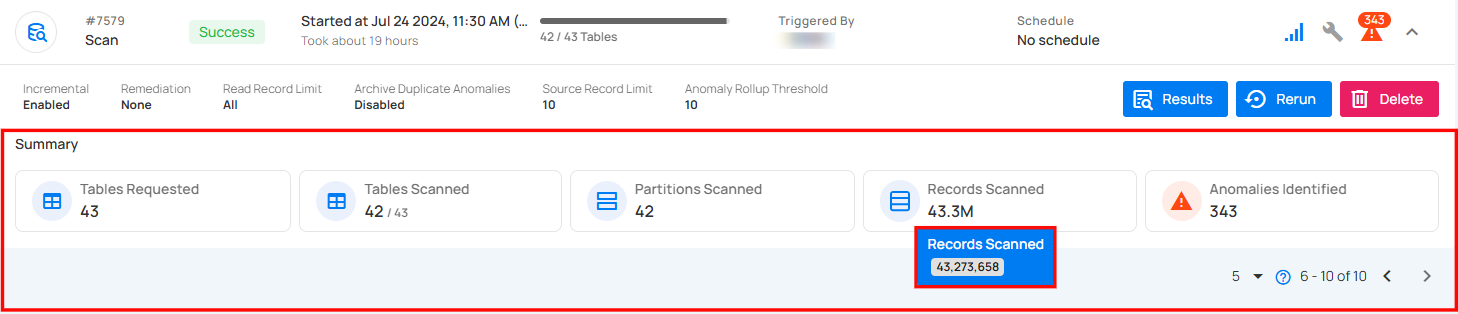 #7579
Scan
Success
Started at Jul 24 2024, 11:30 AM (...
Took about 19 hours
42 / 43 Tables
Triggered By
Schedule
No schedule
343
Incremental
Enabled
Remediation
None
Read Record Limit
All
Archive Duplicate Anomalies
Disabled
Source Record Limit
10
Anomaly Rollup Threshold
10
Results
Rerun
Delete
Summary
Tables Requested
43
Tables Scanned
42 / 43
Partitions Scanned
42
Records Scanned
43.3M
Anomalies Identified
343
Records Scanned
43,273,658
5
6 - 10 of 10